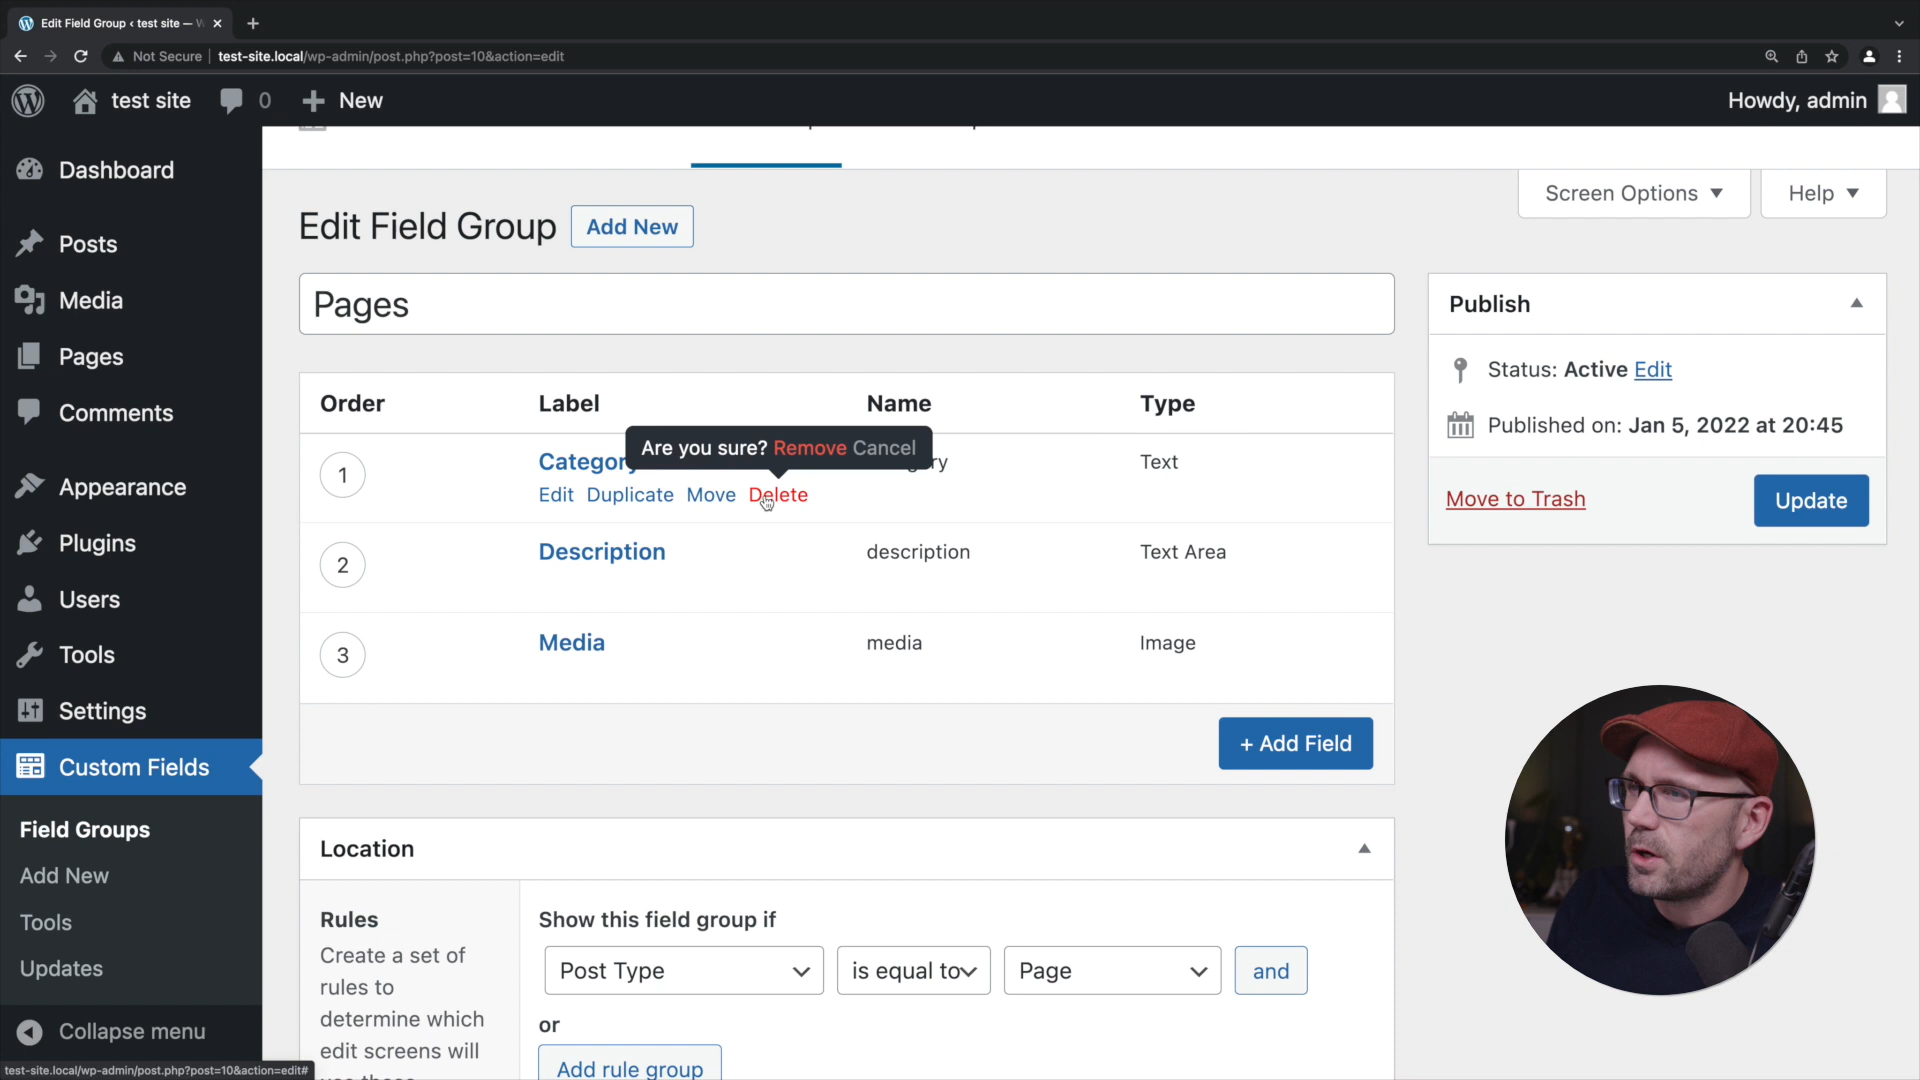 Edit Field Group ‹ test site — W
Not Secure | test-site.local/wp-admin/post.php?post=10&action=edit
test site 0 New
Howdy, admin
Dashboard
Posts
Media
Pages
Comments
Appearance
Plugins
Users
Tools
Settings
Custom Fields
Field Groups
Add New
Tools
Updates
Collapse menu
test-site.local/wp-admin/post.php?post=10&action=edit#
Screen Options
Help
Edit Field Group
Add New
Pages
Order Label Name Type
Are you sure? Remove Cancel
1 Category Text
Edit Duplicate Move Delete
2 Description description Text Area
3 Media media Image
+ Add Field
Location
Rules
Create a set of
rules to
determine which
edit screens will
Show this field group if
Post Type is equal to Page and
or
Add rule group
Publish
Status: Active Edit
Published on: Jan 5, 2022 at 20:45
Move to Trash
Update